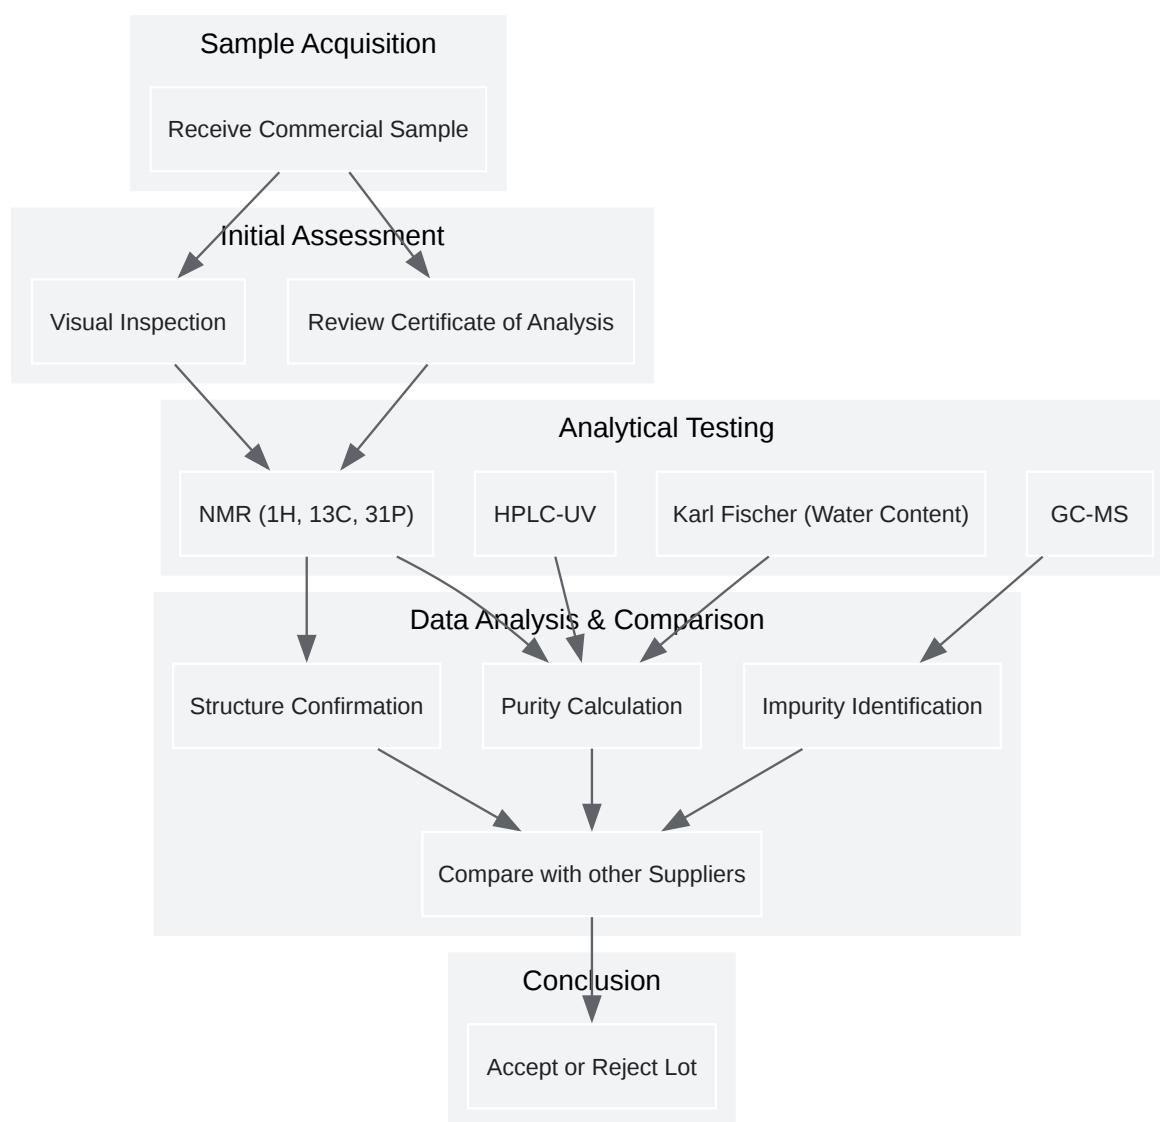 Sample Acquisition
Receive Commercial Sample
Initial Assessment
Visual Inspection
Review Certificate of Analysis
Analytical Testing
NMR (1H, 13C, 31P)
HPLC-UV
Karl Fischer (Water Content)
GC-MS
Data Analysis & Comparison
Structure Confirmation
Purity Calculation
Impurity Identification
Compare with other Suppliers
Conclusion
Accept or Reject Lot